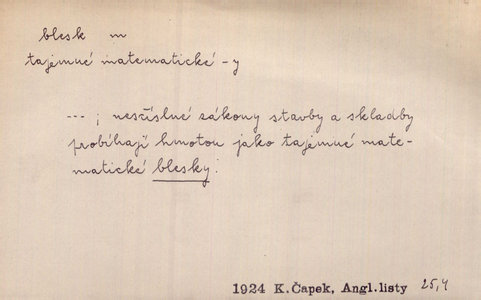 blesk m
tajemné matematické -y
--- ; nesčíslné zákony stavby a skladby
probíhají hmotou jako tajemné mate-
matické blesky!
1924 K.Čapek, Angl.listy 25,4